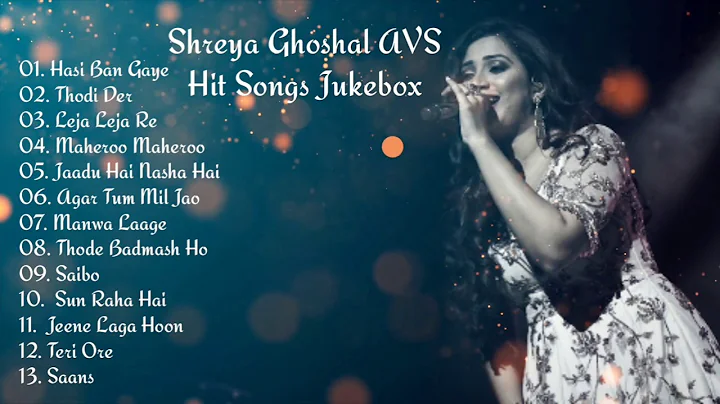 Shreya Ghoshal AVS
Hit Songs Jukebox
01. Hasi Ban Gaye
02. Thodi Der
03. Leja Leja Re
04. Maheroo Maheroo
05. Jaadu Hai Nasha Hai
06. Agar Tum Mil Jao
07. Manwa Laage
08. Thode Badmash Ho
09. Saibo
10. Sun Raha Hai
11. Jeene Laga Hoon
12. Teri Ore
13. Saans